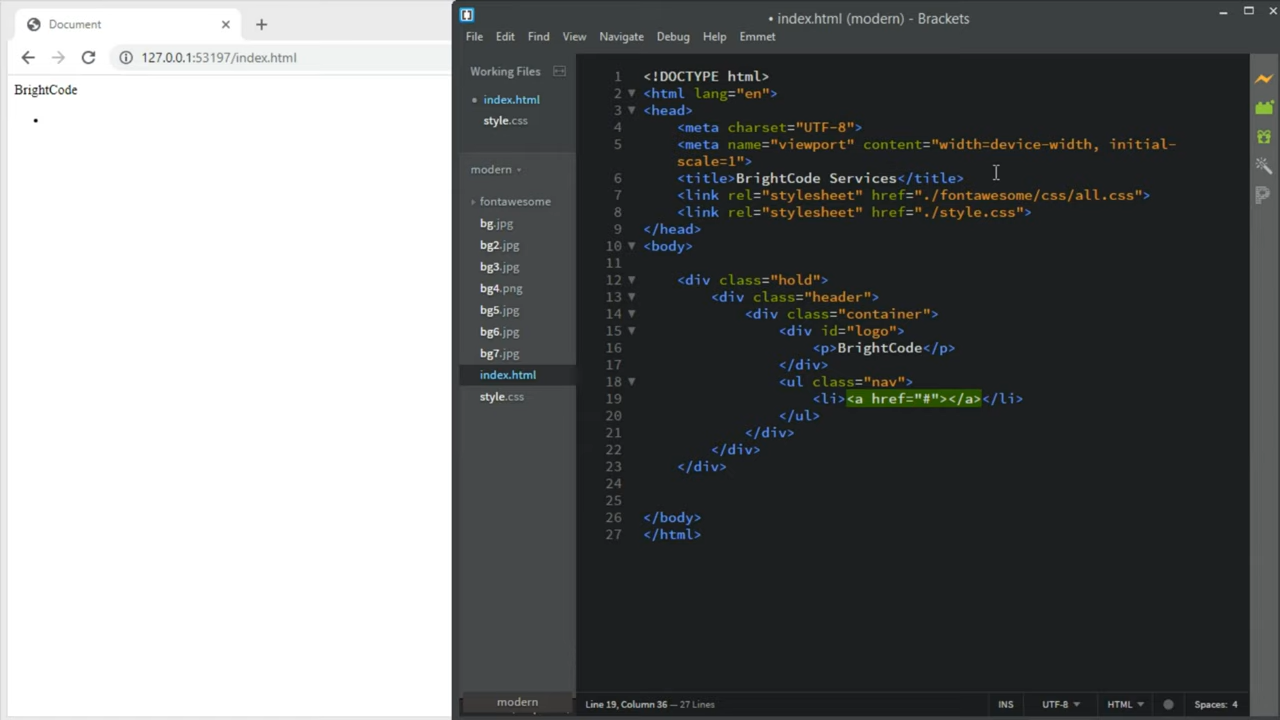 Document
127.0.0.1:53197/index.html
BrightCode
•
• index.html (modern) - Brackets
File Edit Find View Navigate Debug Help Emmet
Working Files
• index.html
style.css
modern
fontawesome
bg.jpg
bg2.jpg
bg3.jpg
bg4.png
bg5.jpg
bg6.jpg
bg7.jpg
index.html
style.css
modern
1 <!DOCTYPE html>
2 <html lang="en">
3 <head>
4 <meta charset="UTF-8">
5 <meta name="viewport" content="width=device-width, initial-
scale=1">
6 <title>BrightCode Services</title>
7 <link rel="stylesheet" href="./fontawesome/css/all.css">
8 <link rel="stylesheet" href="./style.css">
9 </head>
10 <body>
11
12 <div class="hold">
13 <div class="header">
14 <div class="container">
15 <div id="logo">
16 <p>BrightCode</p>
17 </div>
18 <ul class="nav">
19 <li><a href="#"></a></li>
20 </ul>
21 </div>
22 </div>
23 </div>
24
25
26 </body>
27 </html>
Line 19, Column 36 — 27 Lines
INS UTF-8 HTML Spaces: 4